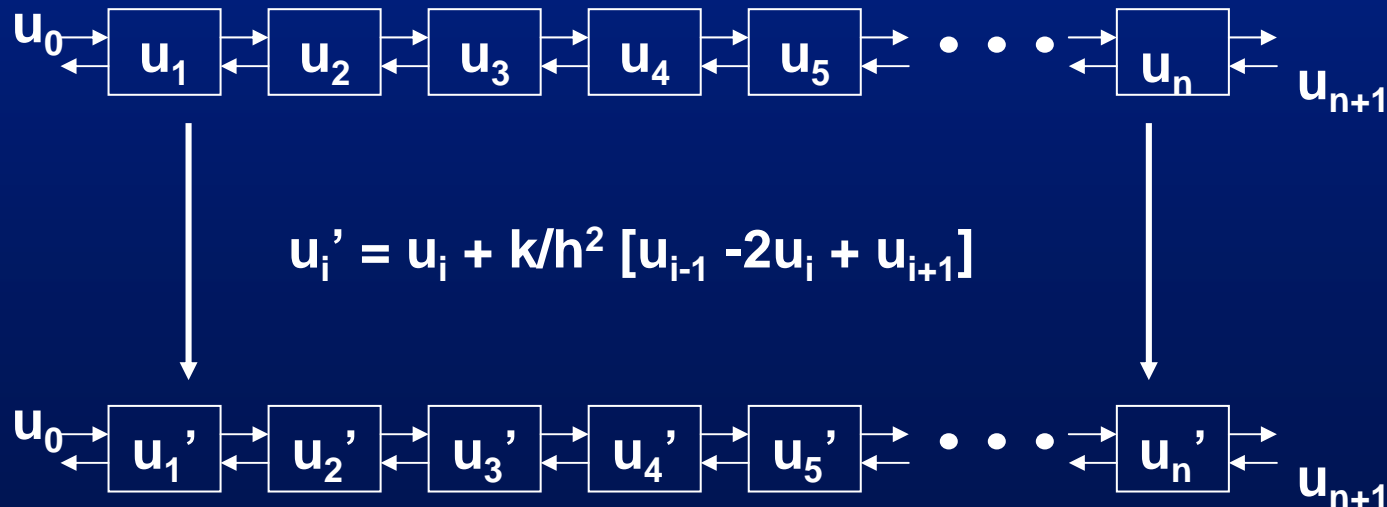 u₀ u₁ u₂ u₃ u₄ u₅ • • • uₙ uₙ₊₁
uᵢ’ = uᵢ + k/h² [uᵢ₋₁ -2uᵢ + uᵢ₊₁]
u₀ u₁’ u₂’ u₃’ u₄’ u₅’ • • • uₙ’ uₙ₊₁